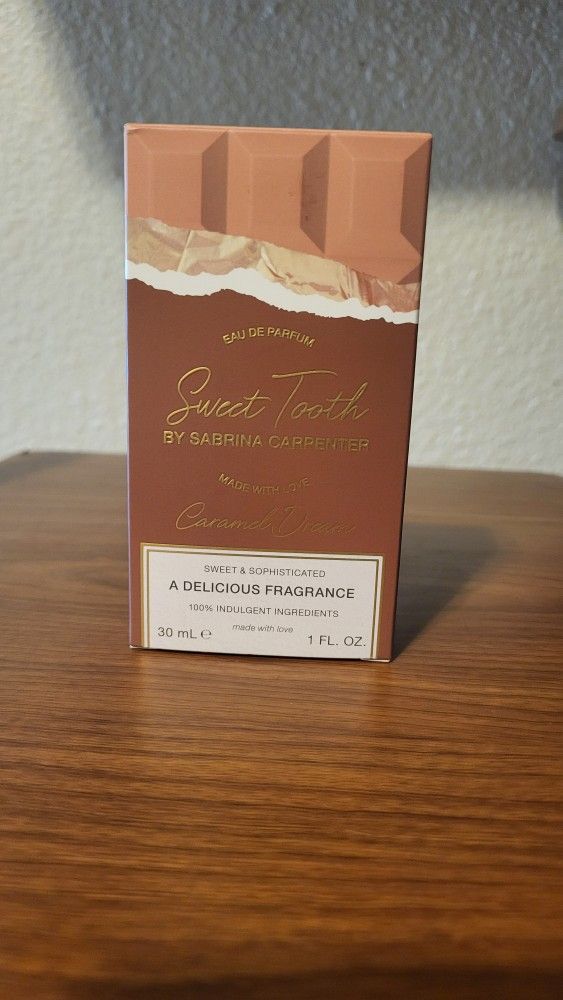 EAU DE PARFUM
Sweet Tooth
BY SABRINA CARPENTER
MADE WITH LOVE
Caramel Dream
SWEET & SOPHISTICATED
A DELICIOUS FRAGRANCE
100% INDULGENT INGREDIENTS
made with love
30 mL ℮ 1 FL. OZ.